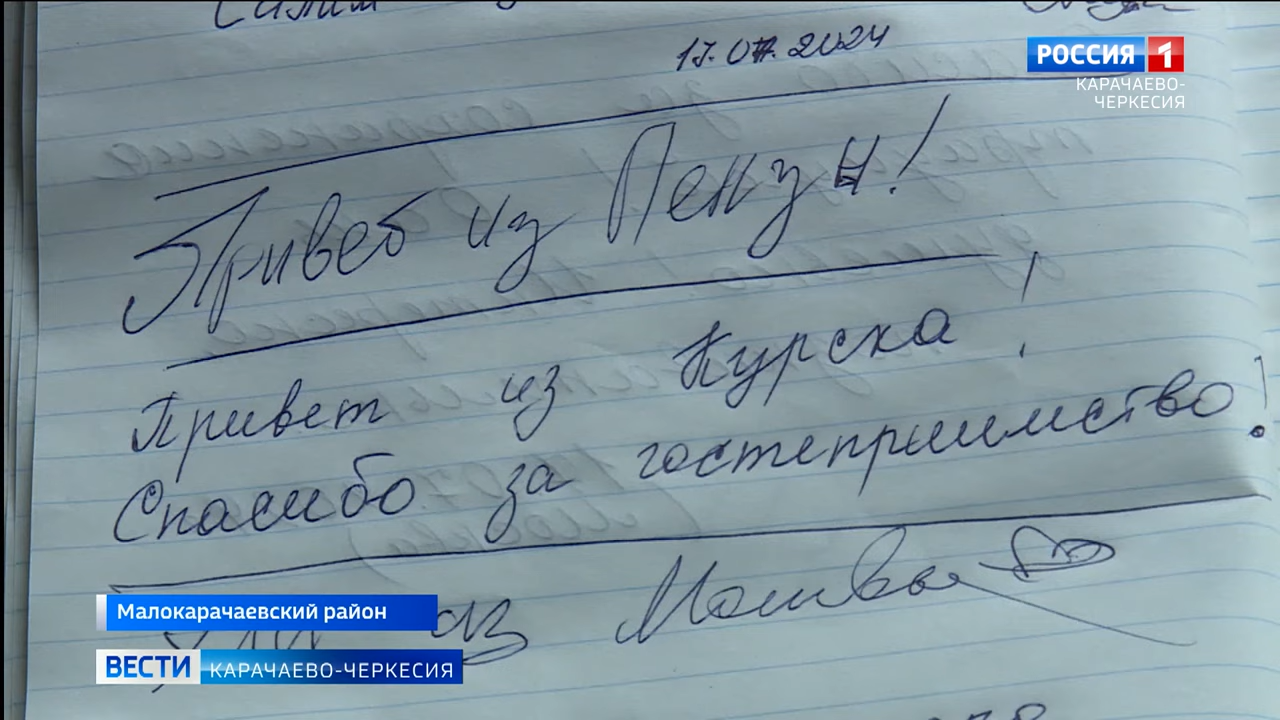 17.07.2024
РОССИЯ 1
КАРАЧАЕВО-
ЧЕРКЕСИЯ
Привет из Пензы!
Привет из Курска!
Спасибо за гостеприимство!
из Москвы
Малокарачаевский район
ВЕСТИ КАРАЧАЕВО-ЧЕРКЕСИЯ